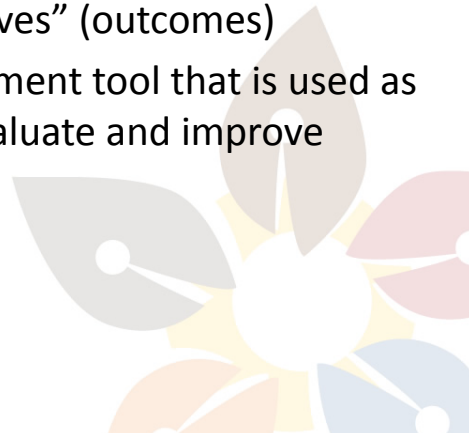 ves” (outcomes)
ment tool that is used as
aluate and improve